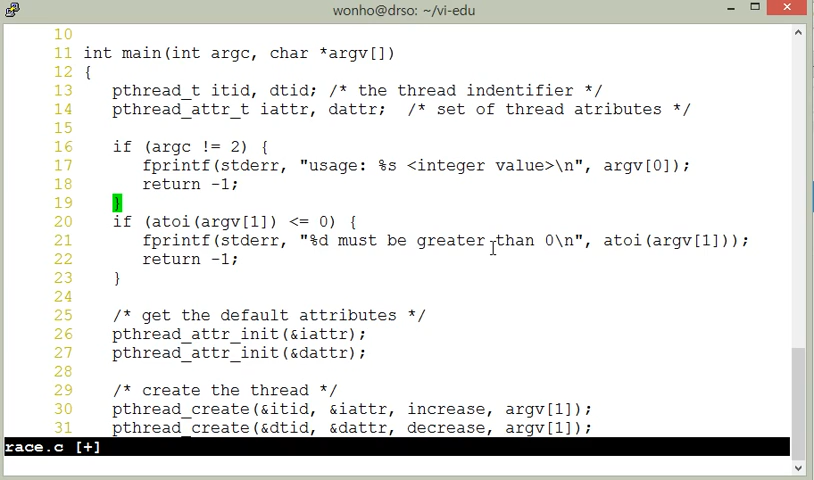 wonho@drso: ~/vi-edu
10
11 int main(int argc, char *argv[])
12 {
13    pthread_t itid, dtid; /* the thread indentifier */
14    pthread_attr_t iattr, dattr;  /* set of thread atributes */
15
16    if (argc != 2) {
17       fprintf(stderr, "usage: %s <integer value>\n", argv[0]);
18       return -1;
19    }
20    if (atoi(argv[1]) <= 0) {
21       fprintf(stderr, "%d must be greater than 0\n", atoi(argv[1]));
22       return -1;
23    }
24
25    /* get the default attributes */
26    pthread_attr_init(&iattr);
27    pthread_attr_init(&dattr);
28
29    /* create the thread */
30    pthread_create(&itid, &iattr, increase, argv[1]);
31    pthread_create(&dtid, &dattr, decrease, argv[1]);
race.c [+]